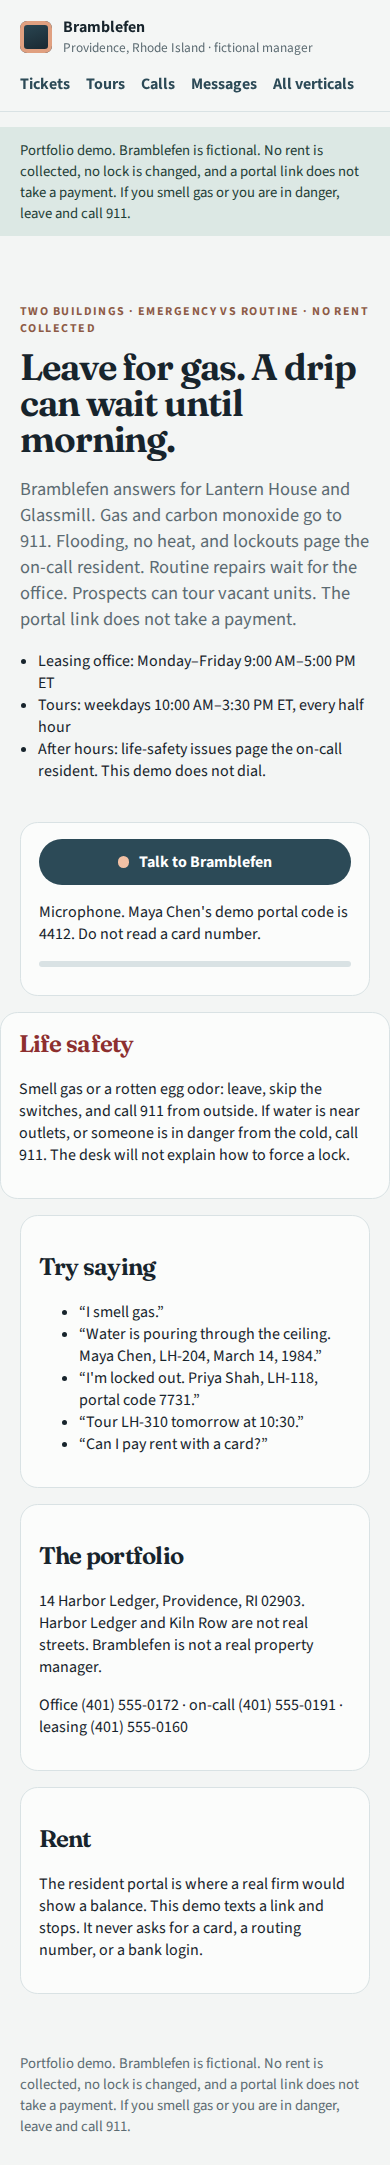 Bramblefen
Providence, Rhode Island · fictional manager
Tickets Tours Calls Messages All verticals
Portfolio demo. Bramblefen is fictional. No rent is
collected, no lock is changed, and a portal link does not
take a payment. If you smell gas or you are in danger,
leave and call 911.
TWO BUILDINGS · EMERGENCY VS ROUTINE · NO RENT
COLLECTED
Leave for gas. A drip
can wait until
morning.
Bramblefen answers for Lantern House and
Glassmill. Gas and carbon monoxide go to
911. Flooding, no heat, and lockouts page the
on-call resident. Routine repairs wait for the
office. Prospects can tour vacant units. The
portal link does not take a payment.
• Leasing office: Monday–Friday 9:00 AM–5:00 PM
ET
• Tours: weekdays 10:00 AM–3:30 PM ET, every half
hour
• After hours: life-safety issues page the on-call
resident. This demo does not dial.
Talk to Bramblefen
Microphone. Maya Chen's demo portal code is
4412. Do not read a card number.
Life safety
Smell gas or a rotten egg odor: leave, skip the
switches, and call 911 from outside. If water is near
outlets, or someone is in danger from the cold, call
911. The desk will not explain how to force a lock.
Try saying
• “I smell gas.”
• “Water is pouring through the ceiling.
Maya Chen, LH-204, March 14, 1984.”
• “I'm locked out. Priya Shah, LH-118,
portal code 7731.”
• “Tour LH-310 tomorrow at 10:30.”
• “Can I pay rent with a card?”
The portfolio
14 Harbor Ledger, Providence, RI 02903.
Harbor Ledger and Kiln Row are not real
streets. Bramblefen is not a real property
manager.
Office (401) 555-0172 · on-call (401) 555-0191 ·
leasing (401) 555-0160
Rent
The resident portal is where a real firm would
show a balance. This demo texts a link and
stops. It never asks for a card, a routing
number, or a bank login.
Portfolio demo. Bramblefen is fictional. No rent is
collected, no lock is changed, and a portal link does not
take a payment. If you smell gas or you are in danger,
leave and call 911.